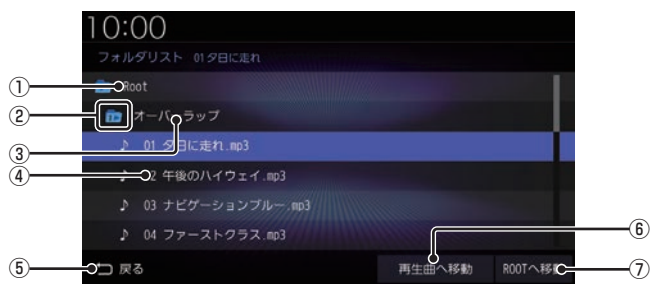 10:00
フォルダリスト 01夕日に走れ
① Root
② オーバーラップ
③ ♪ 01 夕日に走れ.mp3
④ ♪ 02 午後のハイウェイ.mp3
♪ 03 ナビゲーションブルー.mp3
♪ 04 ファーストクラス.mp3
⑥
⑤ 戻る 再生曲へ移動 ROOTへ移動 ⑦